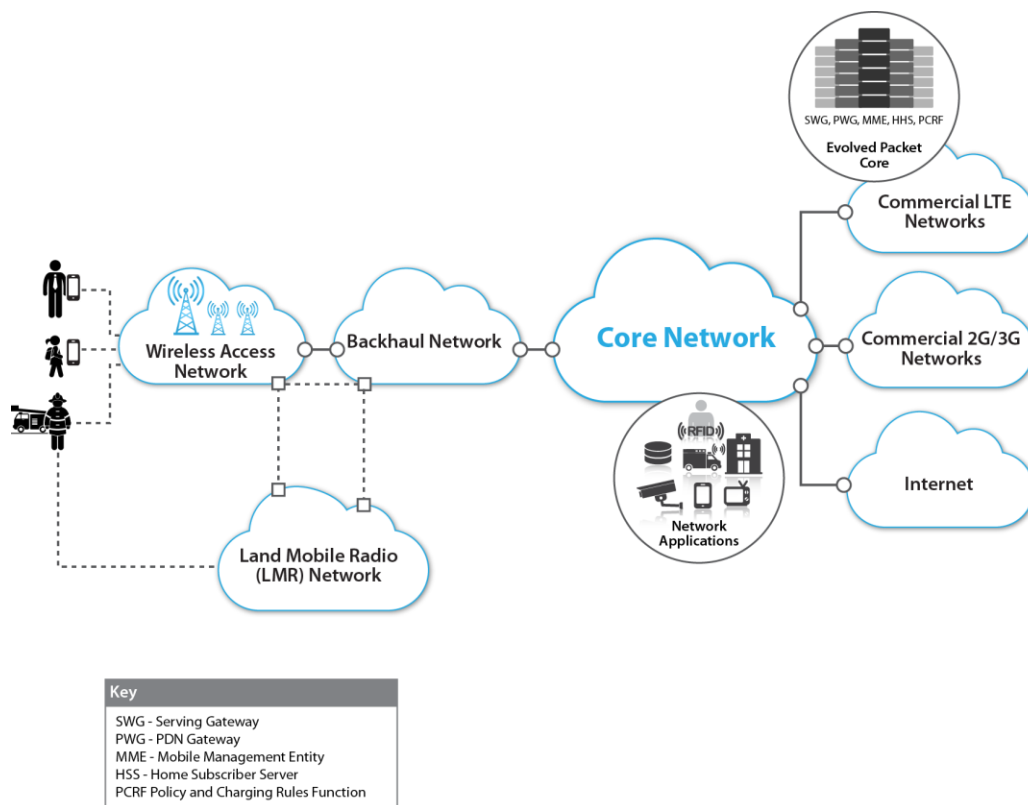 SWG, PWG, MME, HHS, PCRF
Evolved Packet
Core
Commercial LTE
Networks
Wireless Access
Network
Backhaul Network
Core Network
Commercial 2G/3G
Networks
RFID
Network
Applications
Internet
Land Mobile Radio
(LMR) Network
Key
SWG - Serving Gateway
PWG - PDN Gateway
MME - Mobile Management Entity
HSS - Home Subscriber Server
PCRF Policy and Charging Rules Function